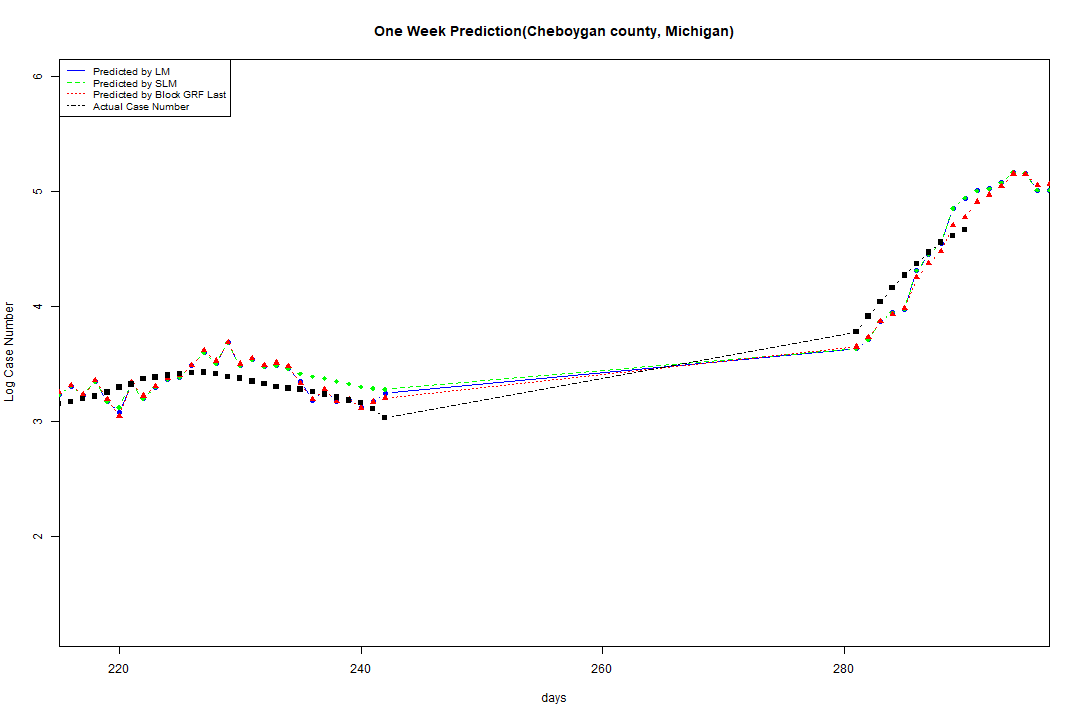 One Week Prediction(Cheboygan county, Michigan)
Predicted by LM
Predicted by SLM
Predicted by Block GRF Last
Actual Case Number
6
5
4
3
2
Log Case Number
220 240 260 280
days